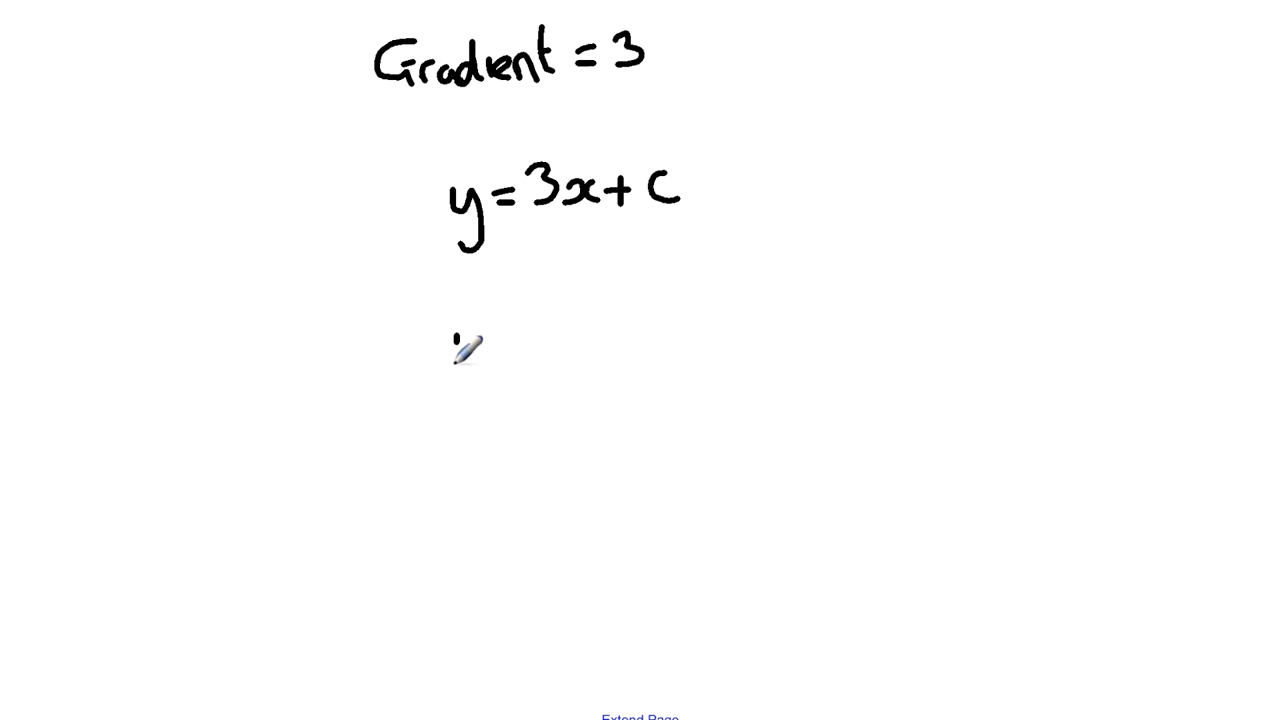 Gradient = 3
y = 3x + c
Extend Page